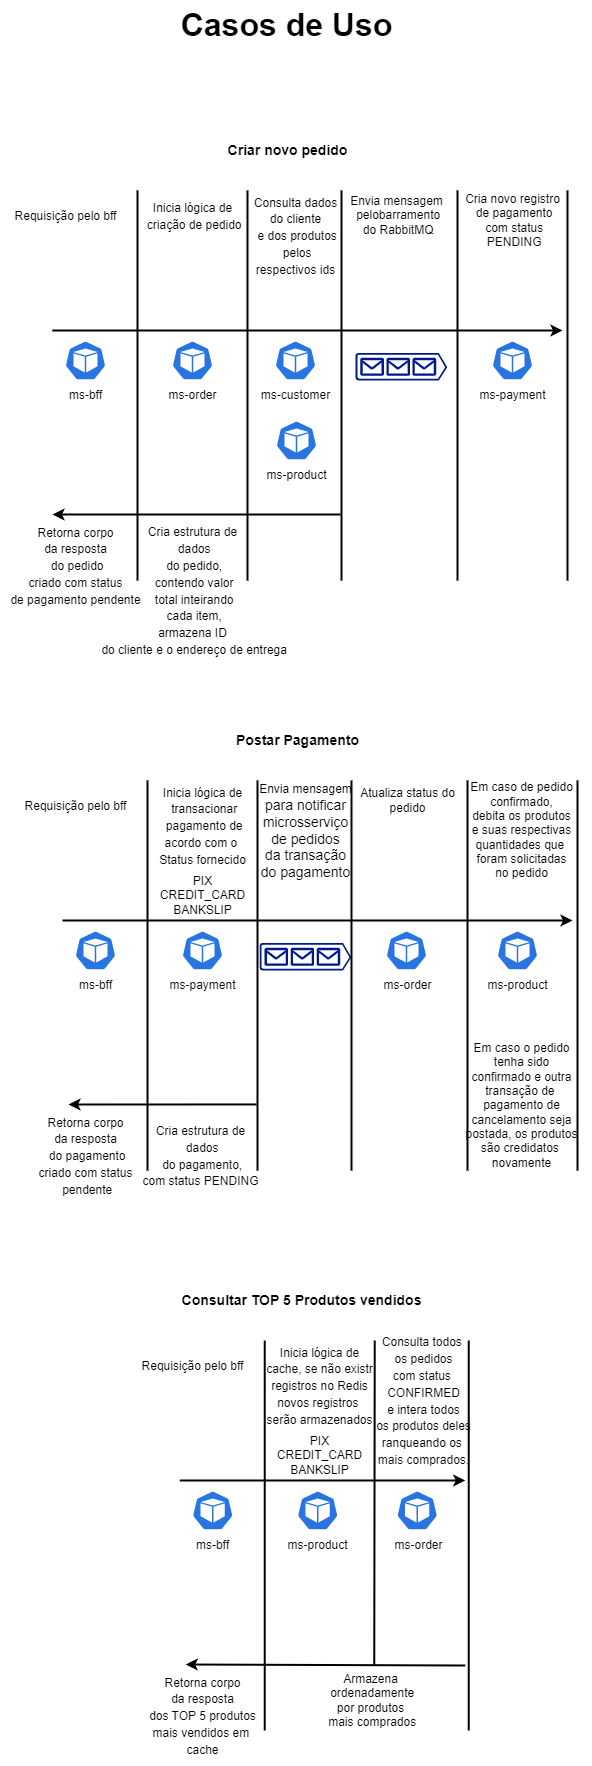 Casos de Uso
Criar novo pedido
Requisição pelo bff
Inicia lógica de
criação de pedido
Consulta dados
do cliente
e dos produtos
pelos
respectivos ids
Envia mensagem
pelobarramento
do RabbitMQ
Cria novo registro
de pagamento
com status
PENDING
ms-bff
ms-order
ms-customer
ms-payment
ms-product
Retorna corpo
da resposta
do pedido
criado com status
de pagamento pendente
Cria estrutura de
dados
do pedido,
contendo valor
total inteirando
cada item,
armazena ID
do cliente e o endereço de entrega
Postar Pagamento
Requisição pelo bff
Inicia lógica de
transacionar
pagamento de
acordo com o
Status fornecido
PIX
CREDIT_CARD
BANKSLIP
Envia mensagem
para notificar
microsserviço
de pedidos
da transação
do pagamento
Atualiza status do
pedido
Em caso de pedido
confirmado,
debita os produtos
e suas respectivas
quantidades que
foram solicitadas
no pedido
ms-bff
ms-payment
ms-order
ms-product
Em caso o pedido
tenha sido
confirmado e outra
transação de
pagamento de
cancelamento seja
postada, os produtos
são credidatos
novamente
Retorna corpo
da resposta
do pagamento
criado com status
pendente
Cria estrutura de
dados
do pagamento,
com status PENDING
Consultar TOP 5 Produtos vendidos
Requisição pelo bff
Inicia lógica de
cache, se não existr
registros no Redis
novos registros
serão armazenados
PIX
CREDIT_CARD
BANKSLIP
Consulta todos
os pedidos
com status
CONFIRMED
e intera todos
os produtos deles
ranqueando os
mais comprados.
ms-bff
ms-product
ms-order
Retorna corpo
da resposta
dos TOP 5 produtos
mais vendidos em
cache
Armazena
ordenadamente
por produtos
mais comprados